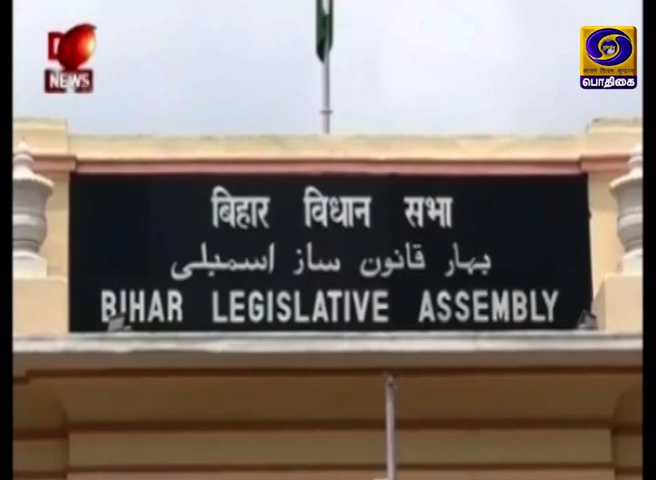 NEWS
பொதிகை
बिहार विधान सभा
بہار قانون ساز اسمبلی
BIHAR LEGISLATIVE ASSEMBLY